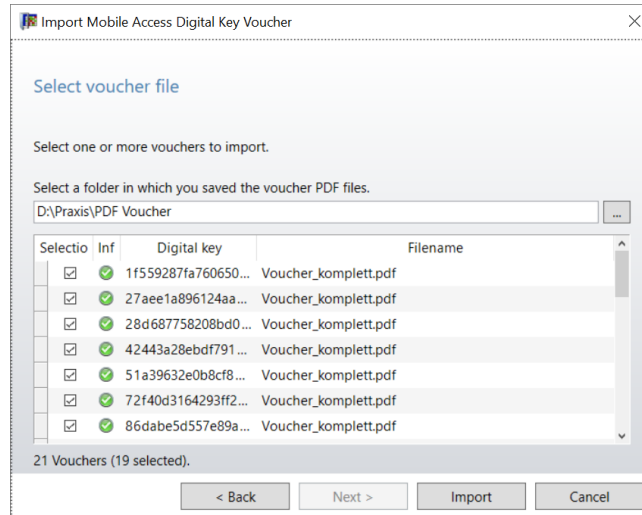 Import Mobile Access Digital Key Voucher
Select voucher file
Select one or more vouchers to import.
Select a folder in which you saved the voucher PDF files.
D:\Praxis\PDF Voucher ...
Selectio Inf Digital key Filename
1f559287fa760650... Voucher_komplett.pdf
27aee1a896124aa... Voucher_komplett.pdf
28d687758208bd0... Voucher_komplett.pdf
42443a28ebdf791... Voucher_komplett.pdf
51a39632e0b8cf8... Voucher_komplett.pdf
72f40d3164293ff2... Voucher_komplett.pdf
86dabe5d557e89a... Voucher_komplett.pdf
21 Vouchers (19 selected).
< Back Next > Import Cancel